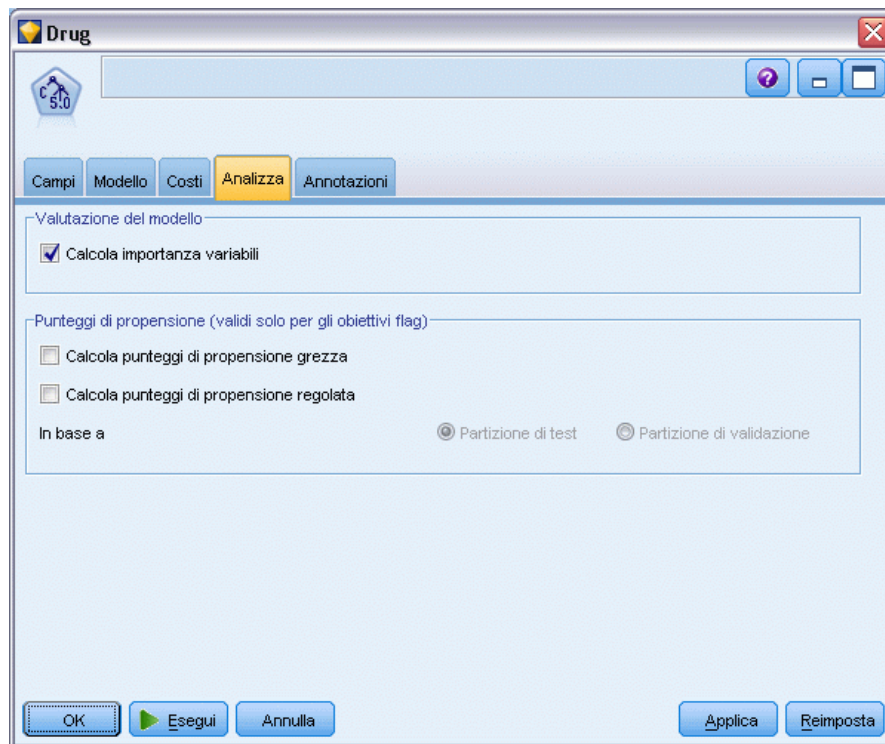 Drug
C 5.0
Campi Modello Costi Analizza Annotazioni
Valutazione del modello
Calcola importanza variabili
Punteggi di propensione (validi solo per gli obiettivi flag)
Calcola punteggi di propensione grezza
Calcola punteggi di propensione regolata
In base a Partizione di test Partizione di validazione
OK Esegui Annulla Applica Reimposta